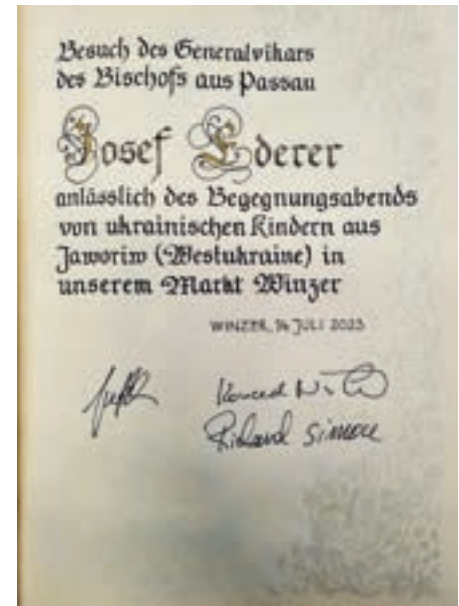 Besuch des Generalvikars
des Bischofs aus Passau
Josef Ederer
anlässlich des Begegnungsabends
von ukrainischen Kindern aus
Jaworiw (Westukraine) in
unserem Markt Winzer
WINZER, 14 JULI 2023
Konrad
Richard Simon